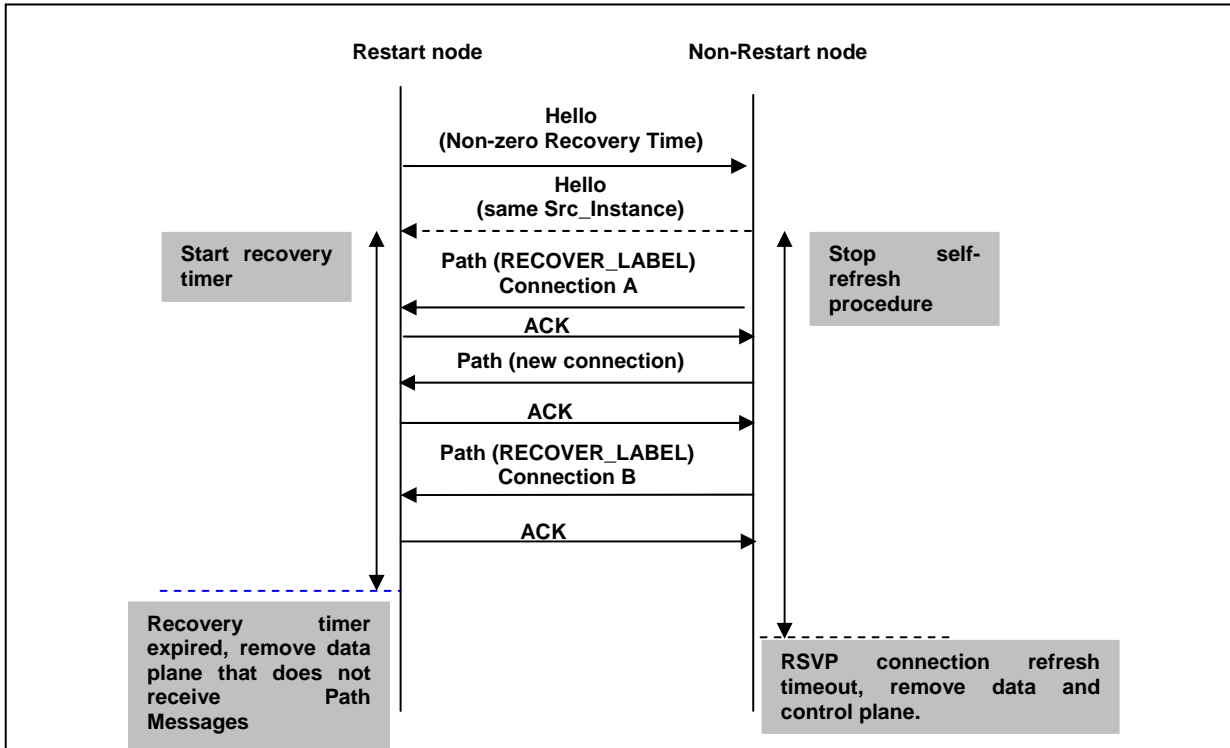 Restart node
Non-Restart node
Hello
(Non-zero Recovery Time)
Hello
(same Src_Instance)
Start recovery
timer
Stop self-
refresh
procedure
Path (RECOVER_LABEL)
Connection A
ACK
Path (new connection)
ACK
Path (RECOVER_LABEL)
Connection B
ACK
Recovery timer
expired, remove data
plane that does not
receive Path
Messages
RSVP connection refresh
timeout, remove data and
control plane.